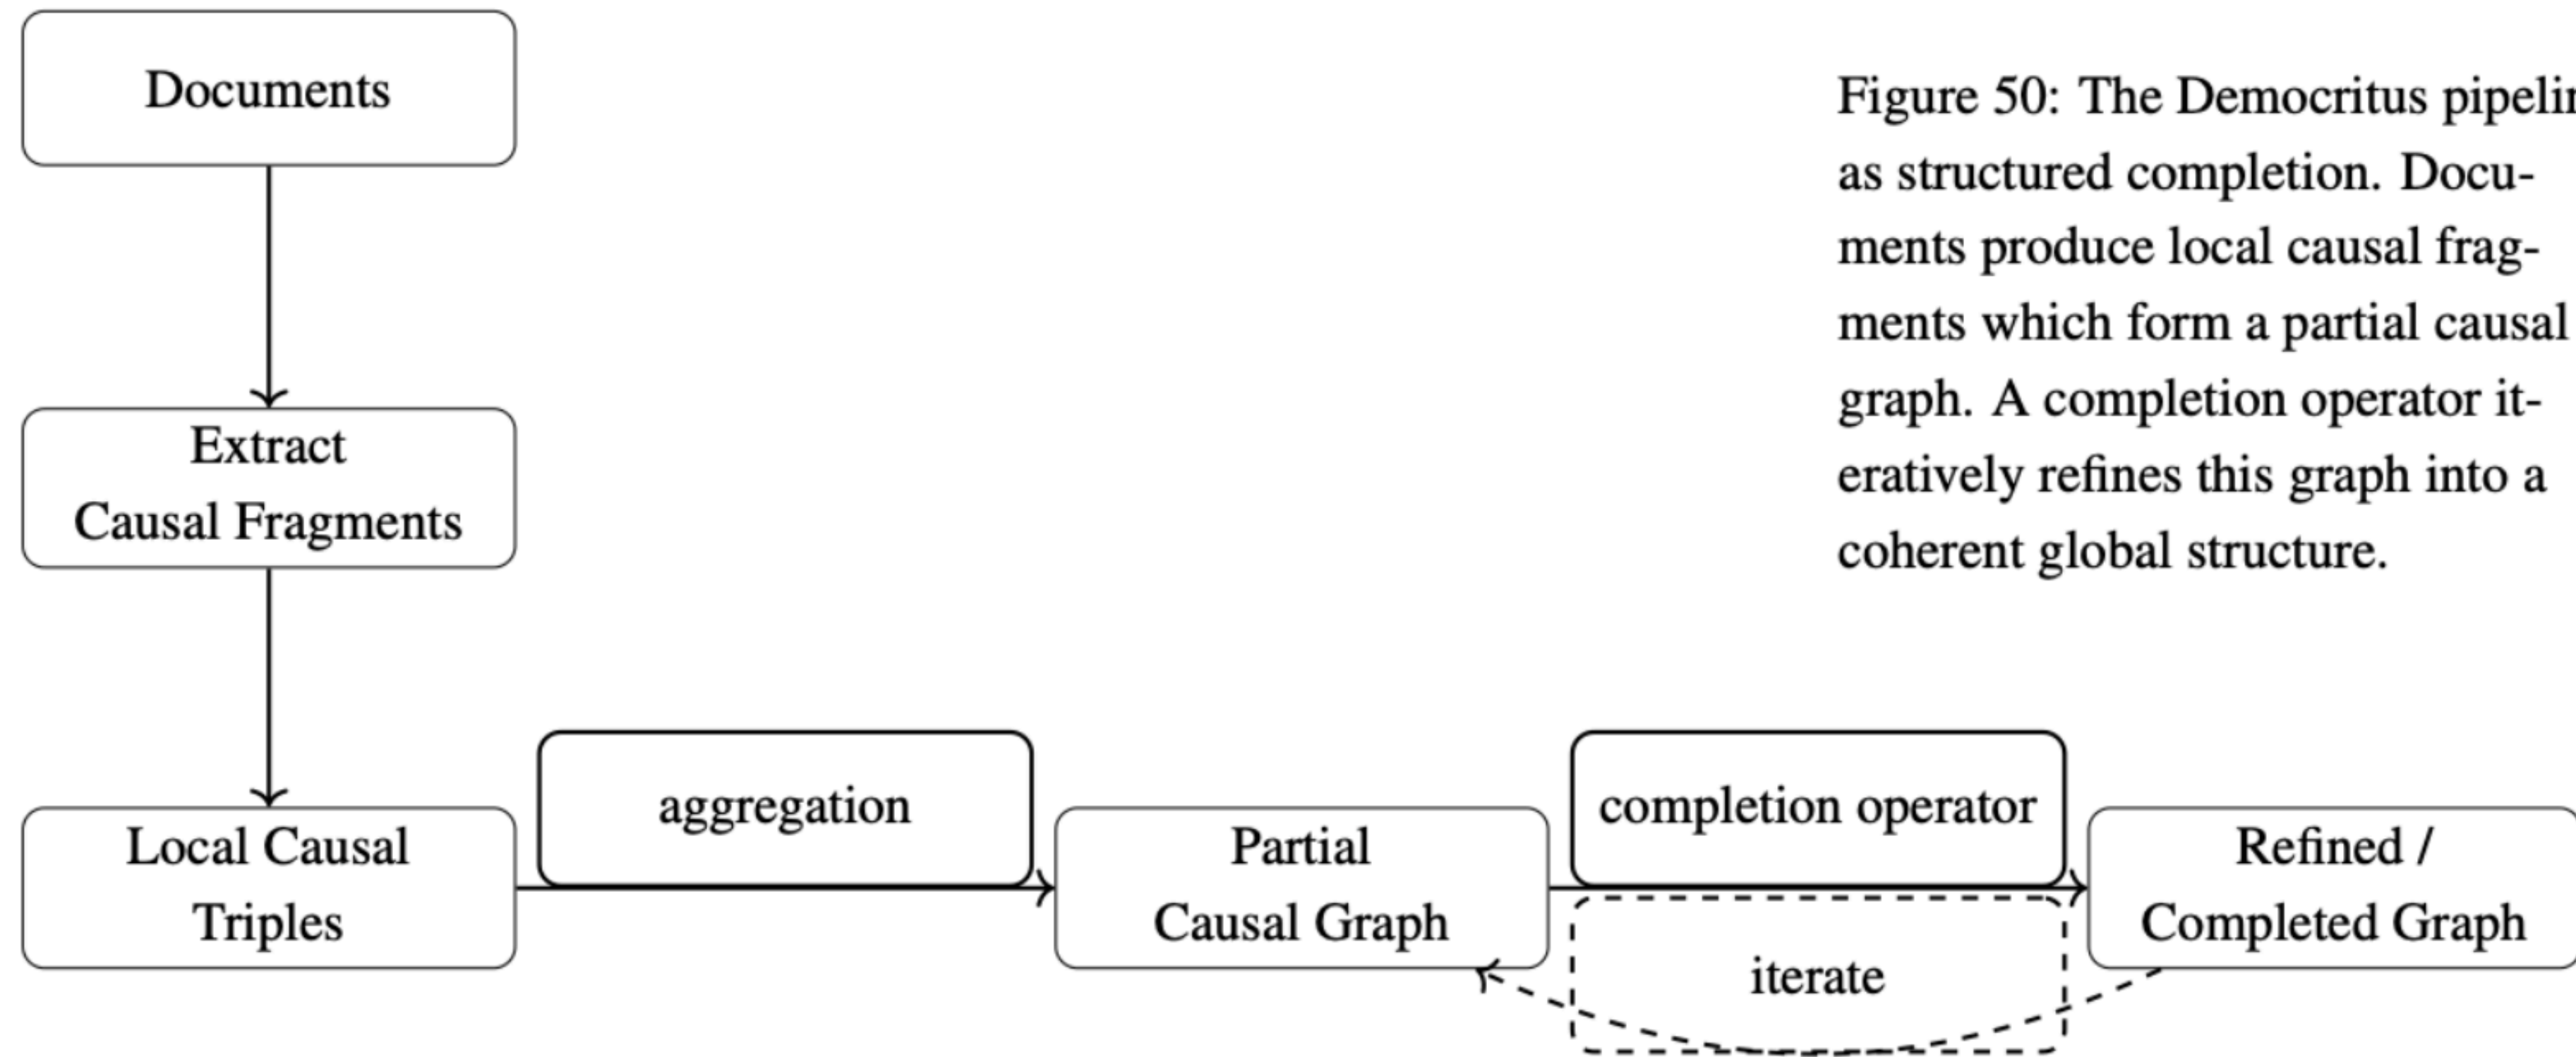 Documents
Extract
Causal Fragments
Local Causal
Triples
aggregation
Partial
Causal Graph
completion operator
iterate
Refined /
Completed Graph
Figure 50: The Democritus
as structured completion. Docu-
ments produce local causal frag-
ments which form a partial causal
graph. A completion operator it-
eratively refines this graph into a
coherent global structure.